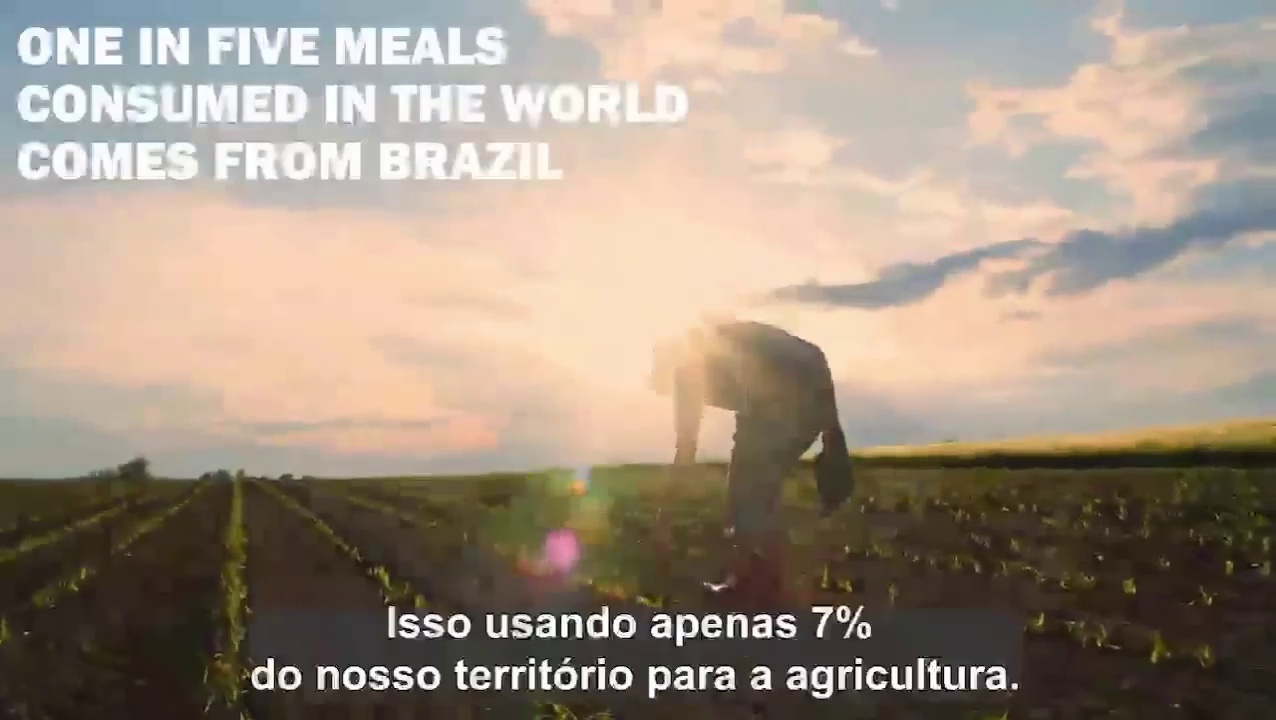 ONE IN FIVE MEALS
CONSUMED IN THE WORLD
COMES FROM BRAZIL
Isso usando apenas 7%
do nosso território para a agricultura.